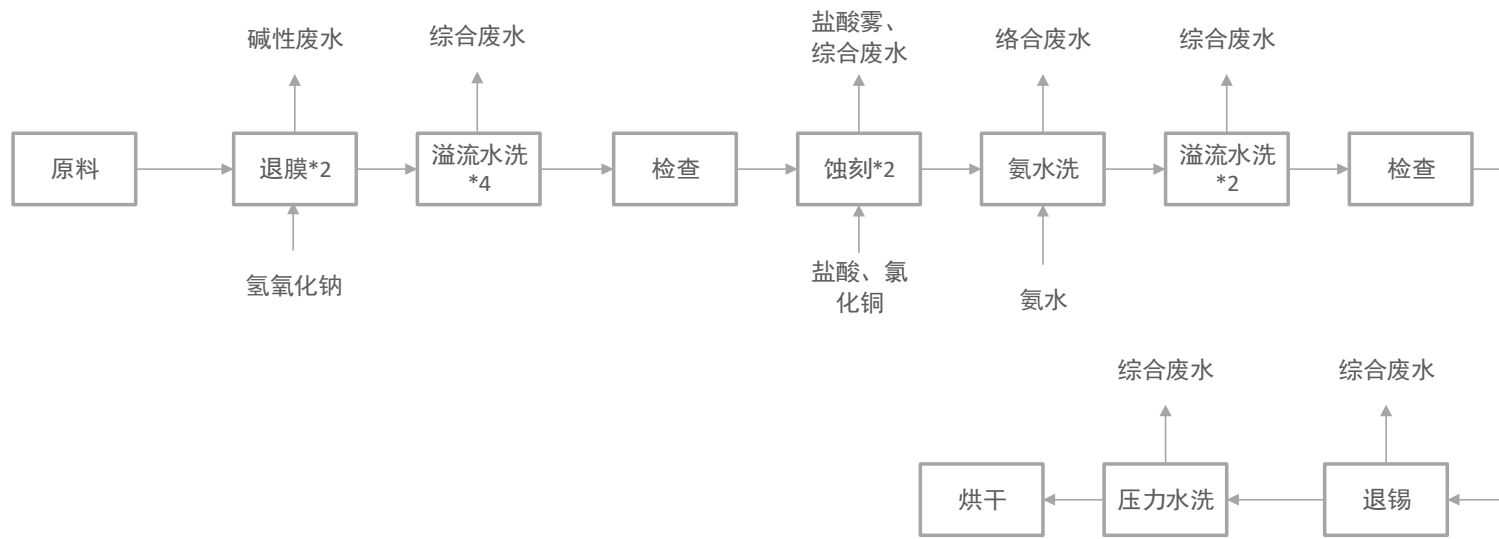 碱性废水
综合废水
盐酸雾、
综合废水
络合废水
综合废水
原料
退膜*2
溢流水洗
*4
检查
蚀刻*2
氨水洗
溢流水洗
*2
检查
氢氧化钠
盐酸、氯
化铜
氨水
综合废水
综合废水
烘干
压力水洗
退锡